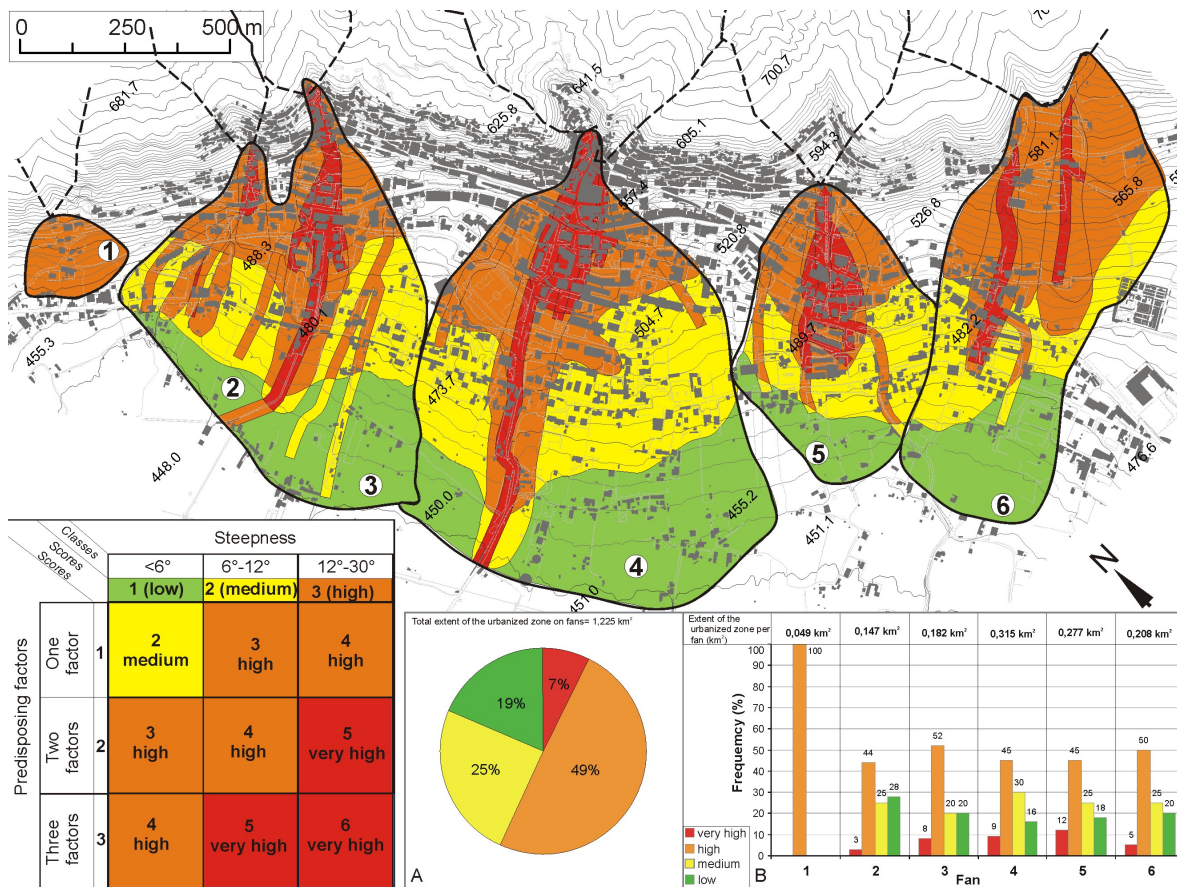 0 250 500 m
681.7
625.8
641.5
605.1
700.7
594.3
581.1
565.8
526.8
520.8
557.4
488.3
480.1
455.3
448.0
473.7
504.7
489.7
482.2
476.6
450.0
455.2
451.1
451.0
1
2
3
4
5
6
N
Classes
Scores
Scores
Steepness
<6° 6°-12° 12°-30°
1 (low) 2 (medium) 3 (high)
Predisposing factors
One factor 1
2 medium
3 high
4 high
Two factors 2
3 high
4 high
5 very high
Three factors 3
4 high
5 very high
6 very high
Total extent of the urbanized zone on fans= 1,225 km²
7%
49%
25%
19%
A
Extent of the urbanized zone per fan (km²)
0,049 km² 0,147 km² 0,182 km² 0,315 km² 0,277 km² 0,208 km²
Frequemcy (%)
100
90
80
70
60
50
40
30
20
10
0
100
3 44 25 28
8 52 20 20
9 45 30 16
12 45 25 18
5 50 25 20
very high
high
medium
low
B
1 2 3 4 5 6
Fan